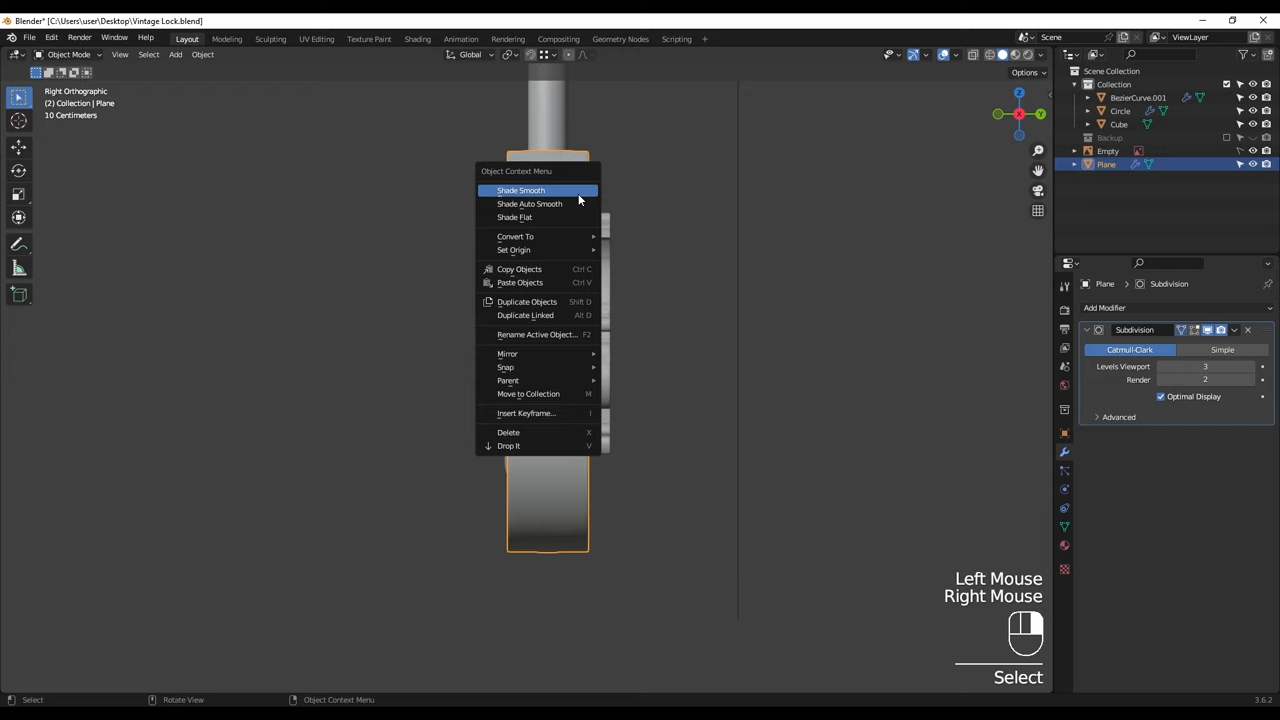 Blender* [C:\Users\user\Desktop\Vintage Lock.blend]
File Edit Render Window Help Layout Modeling Sculpting UV Editing Texture Paint Shading Animation Rendering Compositing Geometry Nodes Scripting + Scene ViewLayer
Object Mode View Select Add Object Global
Options
Right Orthographic
(2) Collection | Plane
10 Centimeters
Z
Y
X
Object Context Menu
Shade Smooth
Shade Auto Smooth
Shade Flat
Convert To
Set Origin
Copy Objects Ctrl C
Paste Objects Ctrl V
Duplicate Objects Shift D
Duplicate Linked Alt D
Rename Active Object... F2
Mirror
Snap
Parent
Move to Collection M
Insert Keyframe... I
Delete X
Drop It V
Scene Collection
Collection
BezierCurve.001
Circle
Cube
Backup
Empty
Plane
Plane > Subdivision
Add Modifier
Subdivision
Catmull-Clark Simple
Levels Viewport 3
Render 2
Optimal Display
Advanced
Left Mouse
Right Mouse
Select
Select Rotate View Object Context Menu 3.6.2